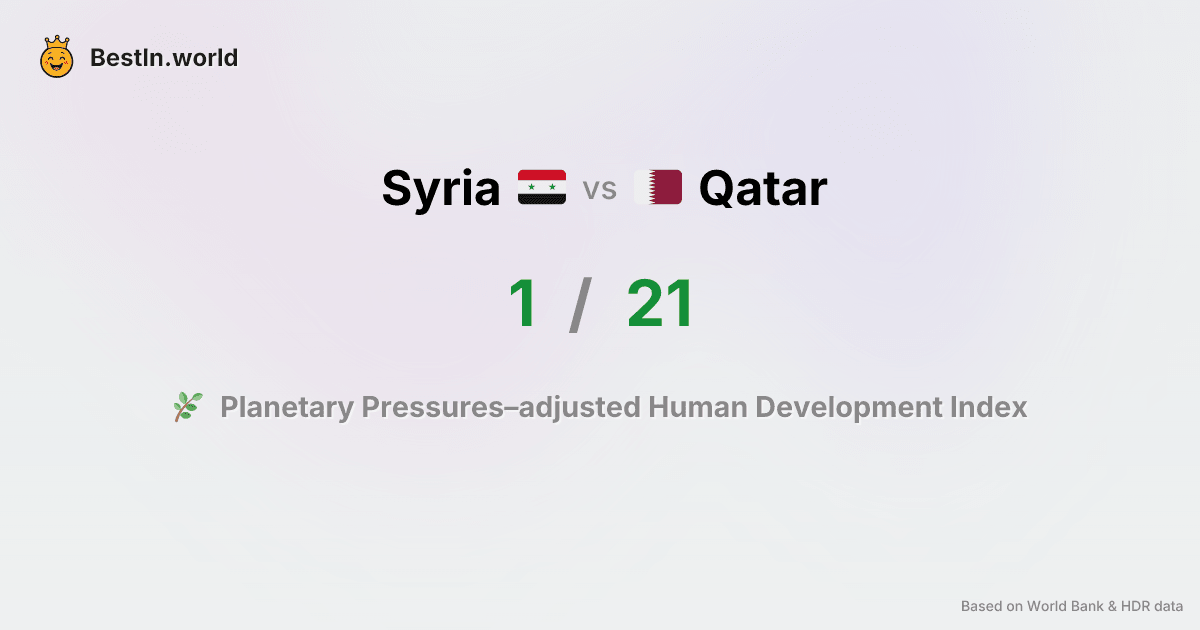 BestIn.world
Syria vs Qatar
1 / 21
Planetary Pressures–adjusted Human Development Index
Based on World Bank & HDR data